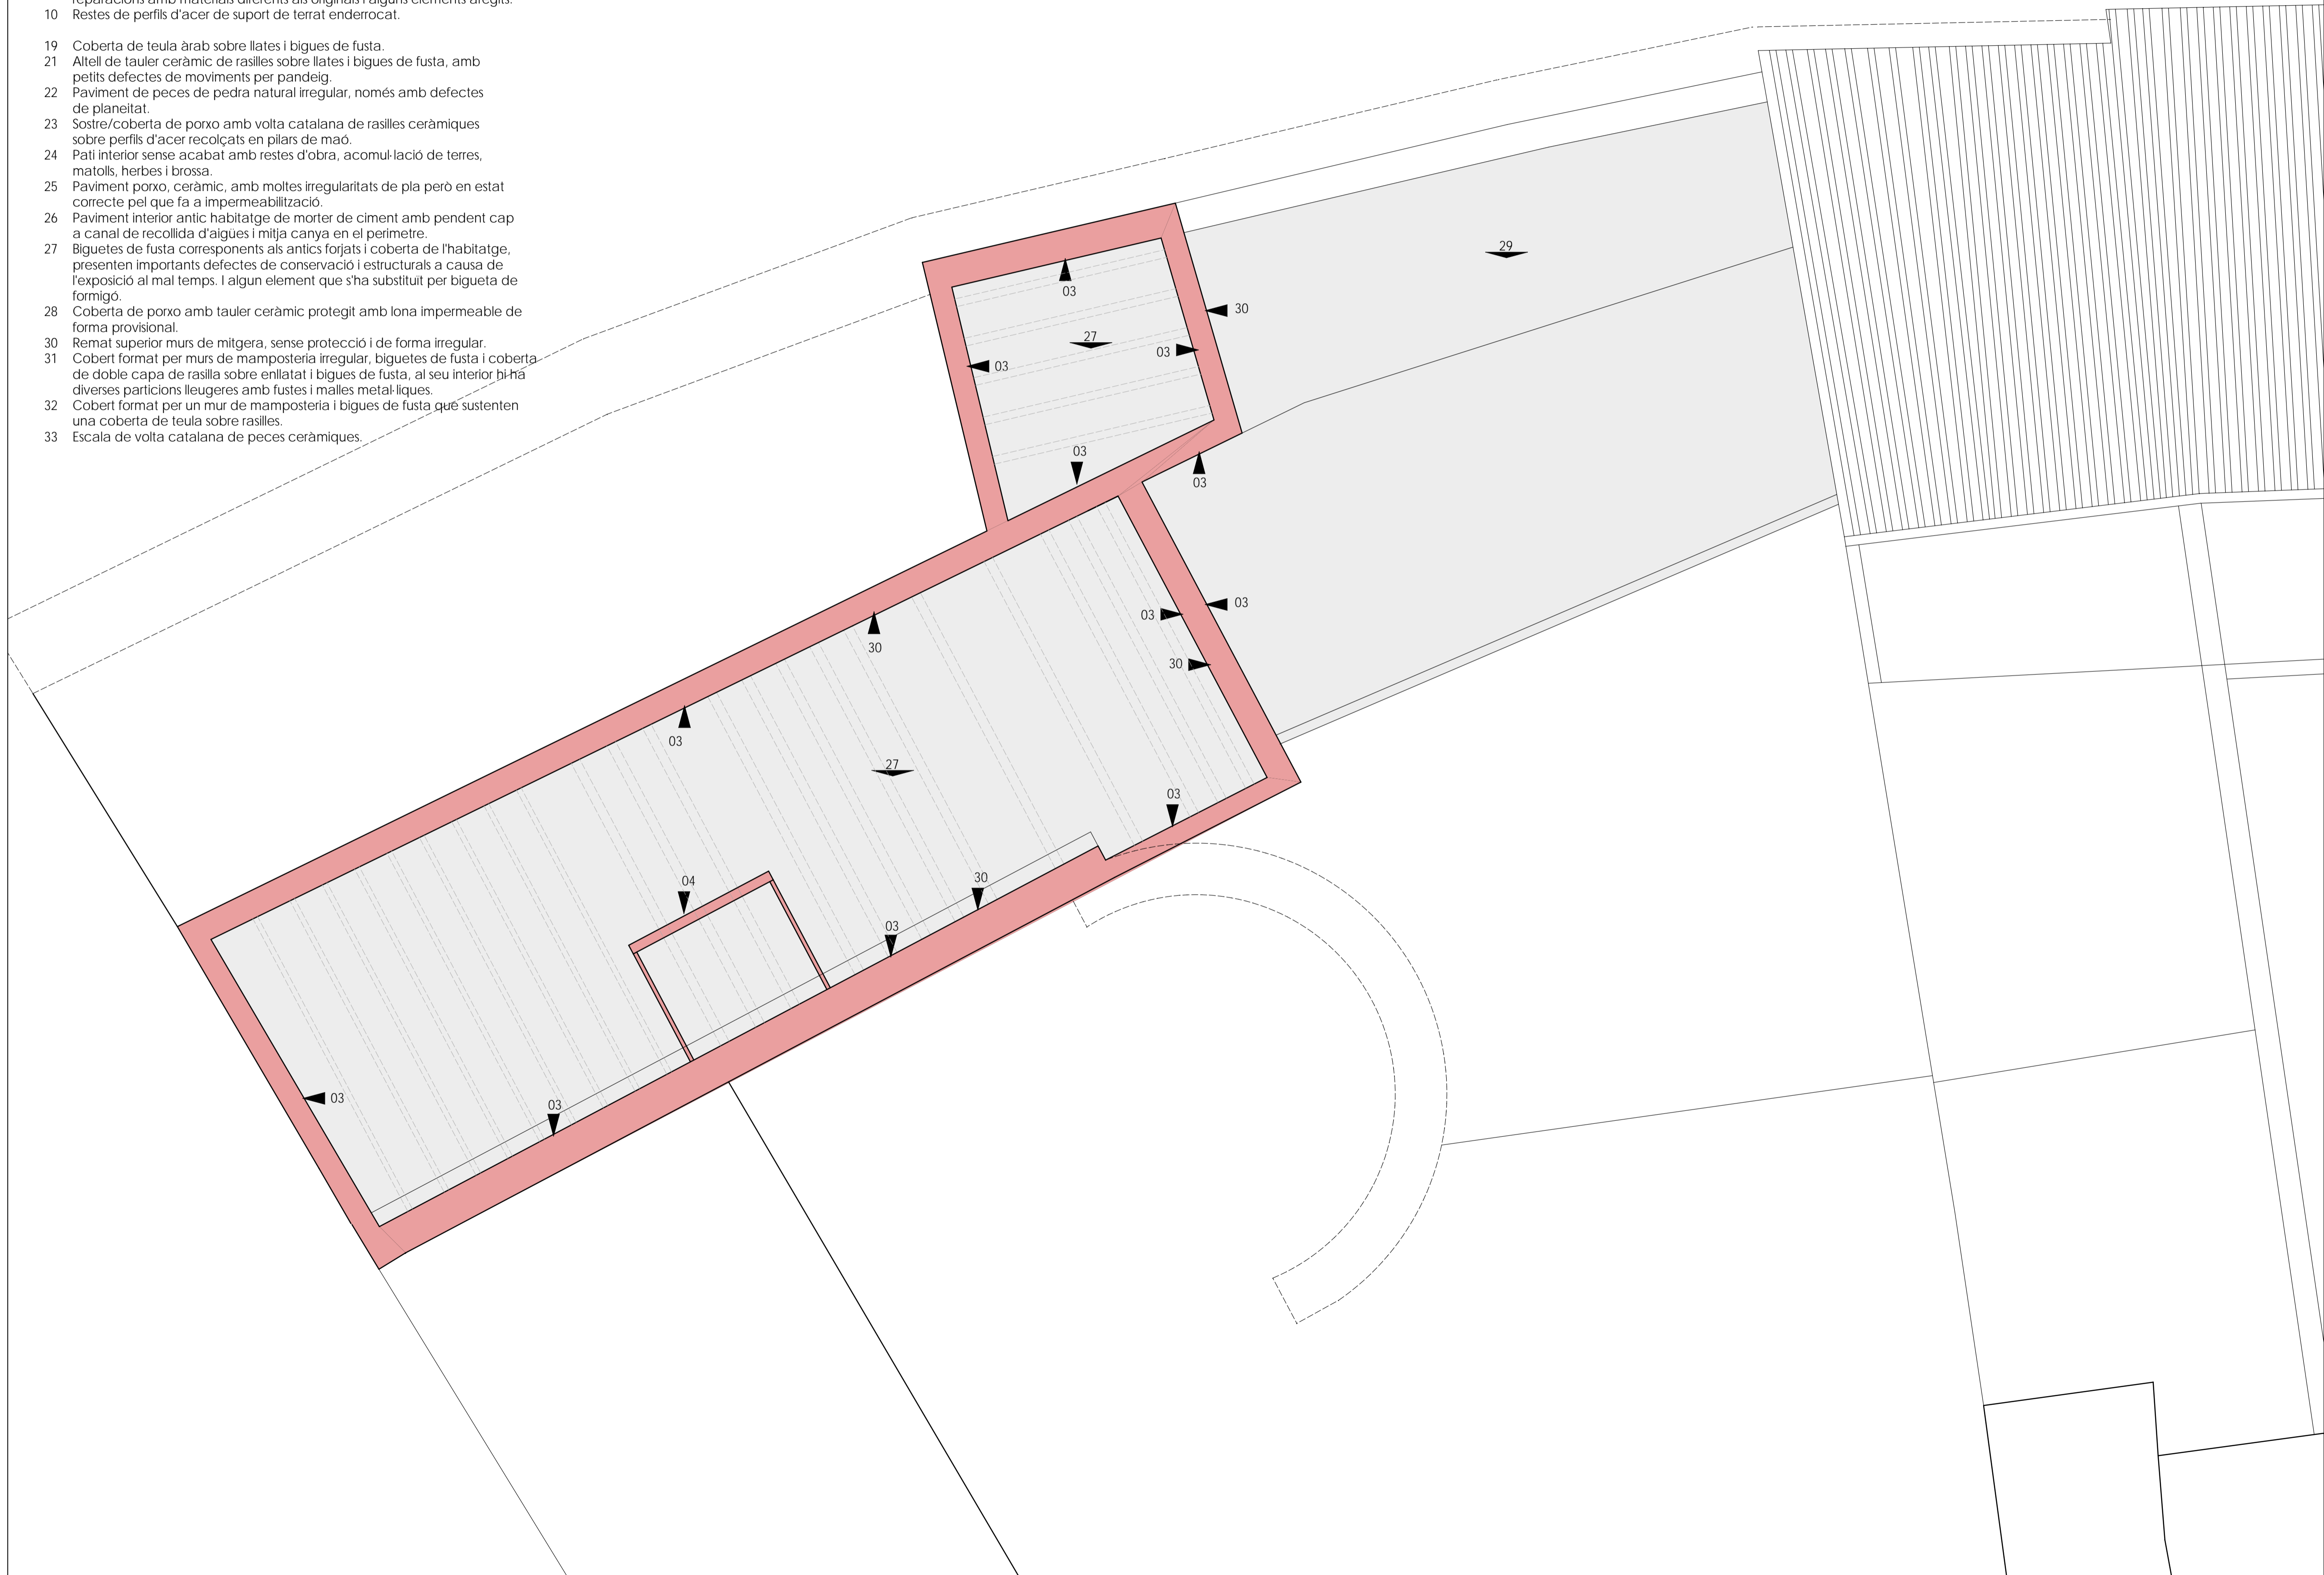 reparacions amb materials diferents als originals i alguns elements afegits.
10 Restes de perfils d'acer de suport de terrat enderrocat.
19 Coberta de teula àrab sobre llates i bigues de fusta.
21 Altell de tauler ceràmic de rasilles sobre llates i bigues de fusta, amb
petits defectes de moviments per pandeig.
22 Paviment de peces de pedra natural irregular, només amb defectes
de planeitat.
23 Sostre/coberta de porxo amb volta catalana de rasilles ceràmiques
sobre perfils d'acer recolçats en pilars de maó.
24 Pati interior sense acabat amb restes d'obra, acomul·lació de terres,
matolls, herbes i brossa.
25 Paviment porxo, ceràmic, amb moltes irregularitats de pla però en estat
correcte pel que fa a impermeabilització.
26 Paviment interior antic habitatge de morter de ciment amb pendent cap
a canal de recollida d'aigües i mitja canya en el perimetre.
27 Biguetes de fusta corresponents als antics forjats i coberta de l'habitatge,
presenten importants defectes de conservació i estructurals a causa de
l'exposició al mal temps. I algun element que s'ha substituït per bigueta de
formigó.
28 Coberta de porxo amb tauler ceràmic protegit amb lona impermeable de
forma provisional.
30 Remat superior murs de mitgera, sense protecció i de forma irregular.
31 Cobert format per murs de mamposteria irregular, biguetes de fusta i coberta
de doble capa de rasilla sobre enllatat i bigues de fusta, al seu interior hi ha
diverses particions lleugeres amb fustes i malles metal·liques.
32 Cobert format per un mur de mamposteria i bigues de fusta que sustenten
una coberta de teula sobre rasilles.
33 Escala de volta catalana de peces ceràmiques.
29
03
30
27
03
03
03
03
03
03
30
30
03
27
03
04
30
03
03
03